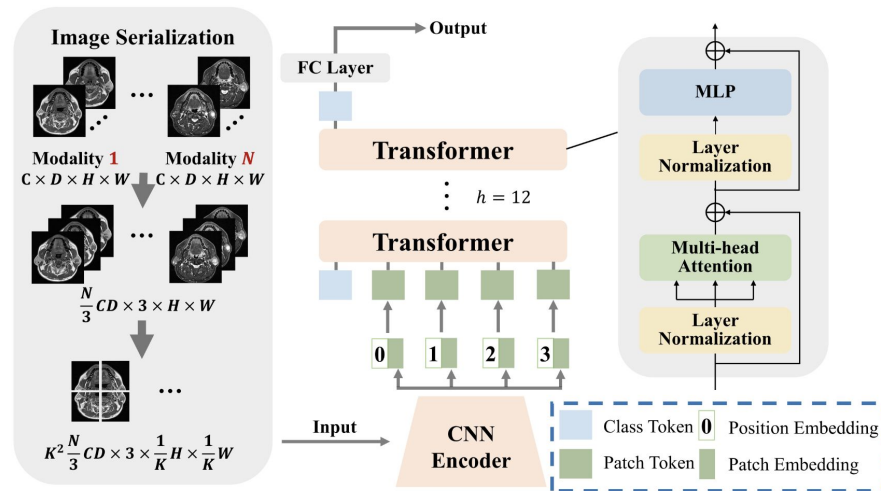 Image Serialization
Modality 1
Modality N
C × D × H × W
C × D × H × W
N/3 CD × 3 × H × W
K² N/3 CD × 3 × 1/K H × 1/K W
Input
Output
FC Layer
Transformer
h = 12
Transformer
0
1
2
3
CNN
Encoder
MLP
Layer
Normalization
Multi-head
Attention
Layer
Normalization
Class Token
0 Position Embedding
Patch Token
Patch Embedding